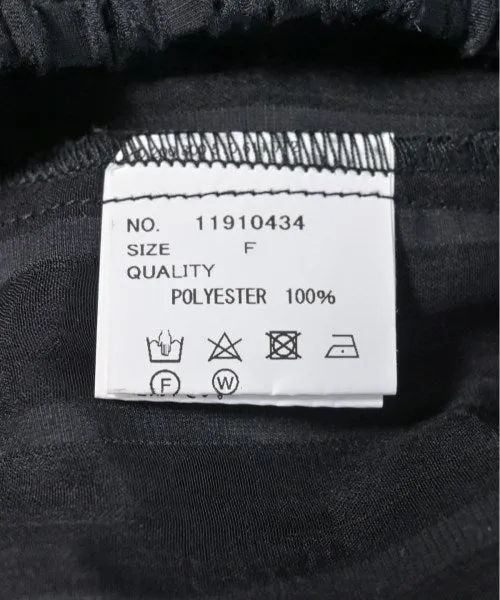 NO. 11910434
SIZE F
QUALITY
POLYESTER 100%
F W